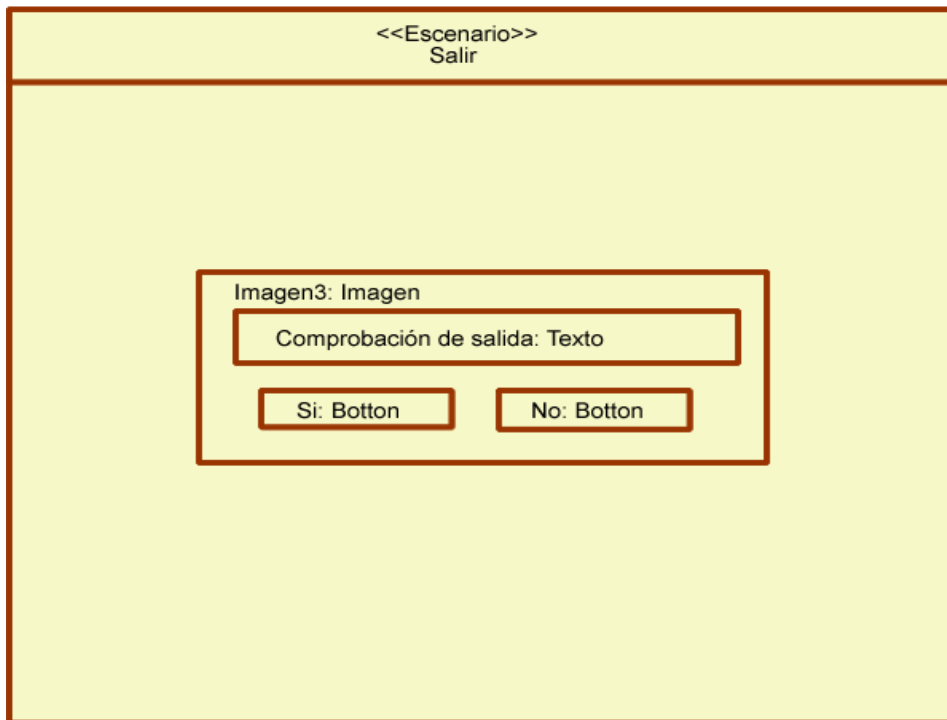 <<Escenario>>
Salir
Imagen3: Imagen
Comprobación de salida: Texto
Si: Botton
No: Botton